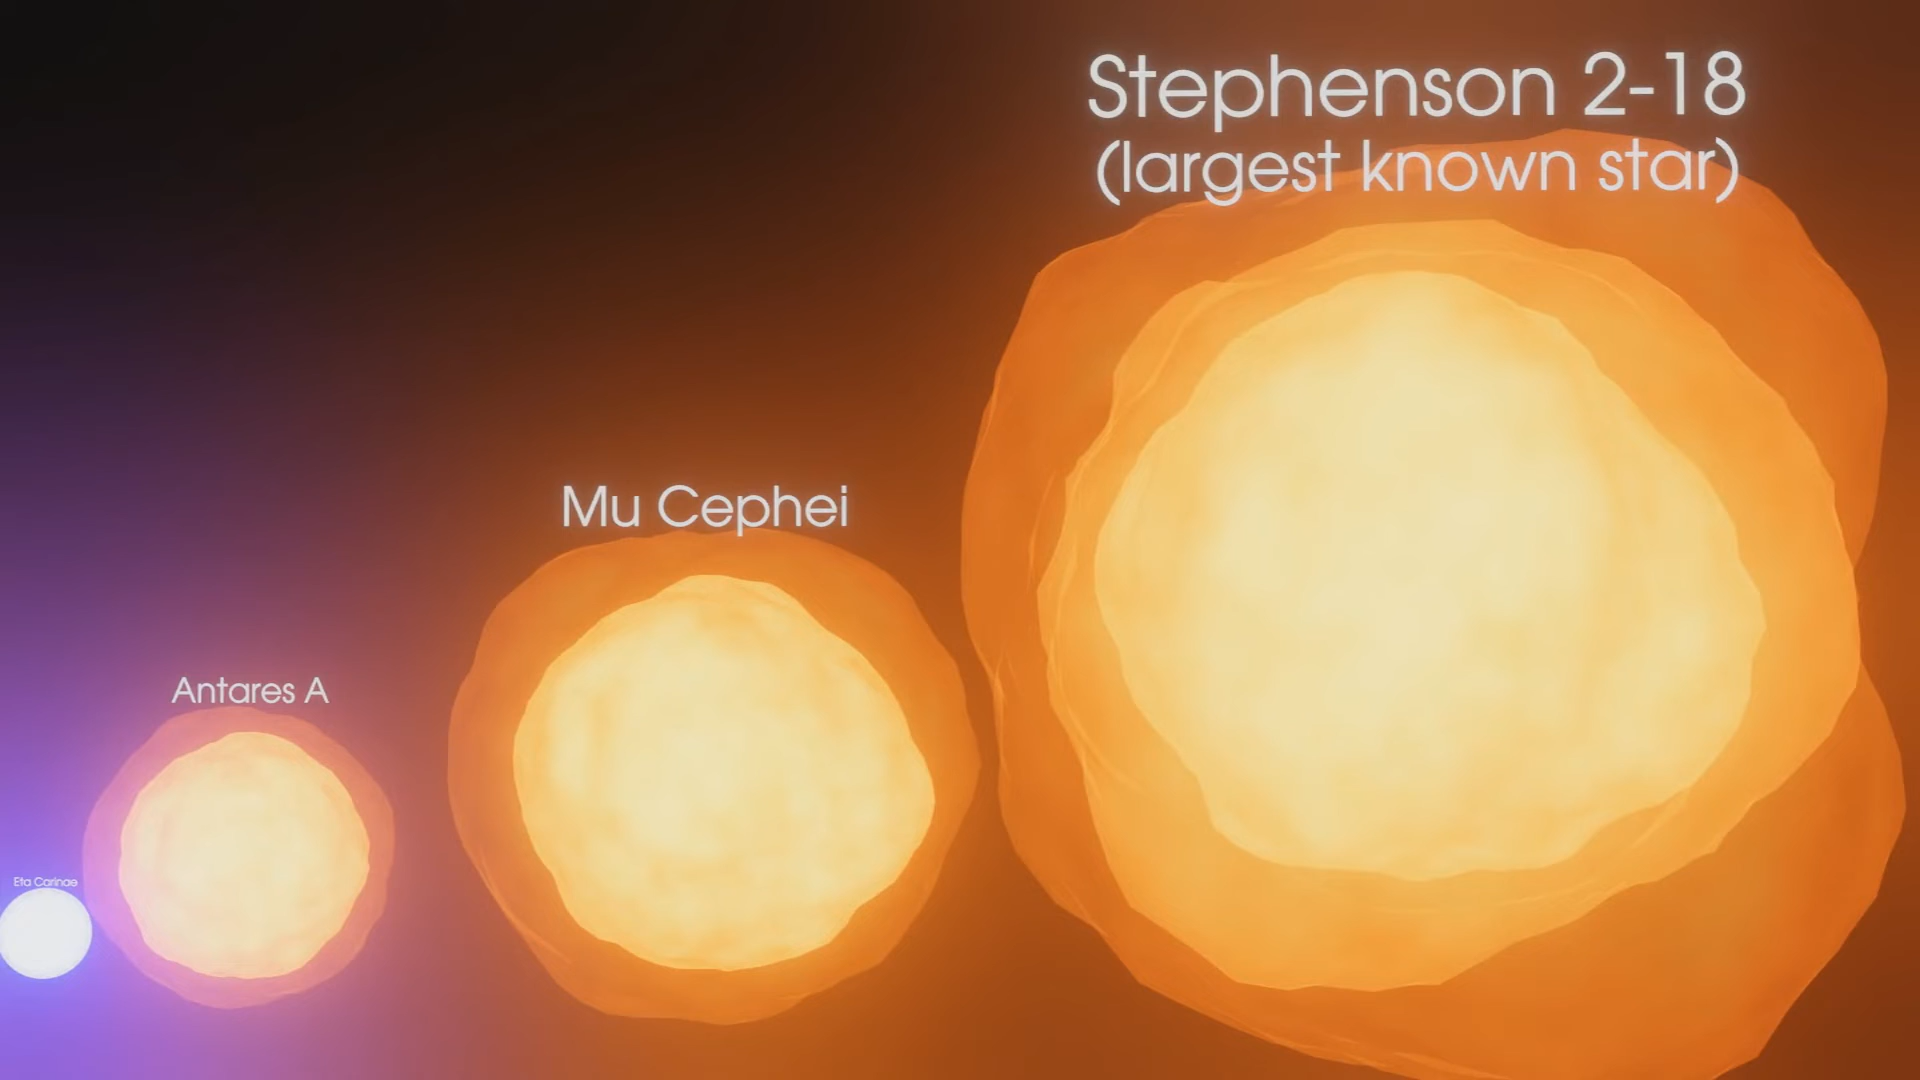 Stephenson 2-18
(largest known star)
Mu Cephei
Antares A
Eta Carinae